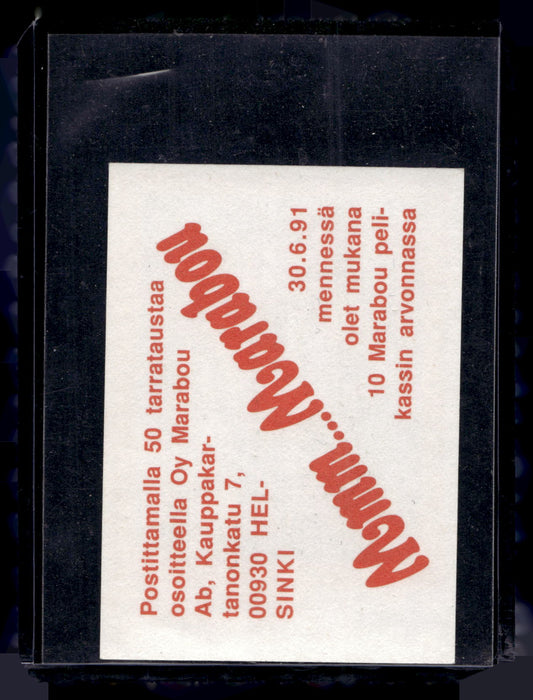 Postittamalla 50 tarrataustaa
osoitteella Oy Marabou
Ab, Kauppakar-
tanonkatu 7,
00930 HEL-
SINKI
Mmmm...Marabou
30.6.91
mennessä
olet mukana
10 Marabou peli-
kassin arvonnassa